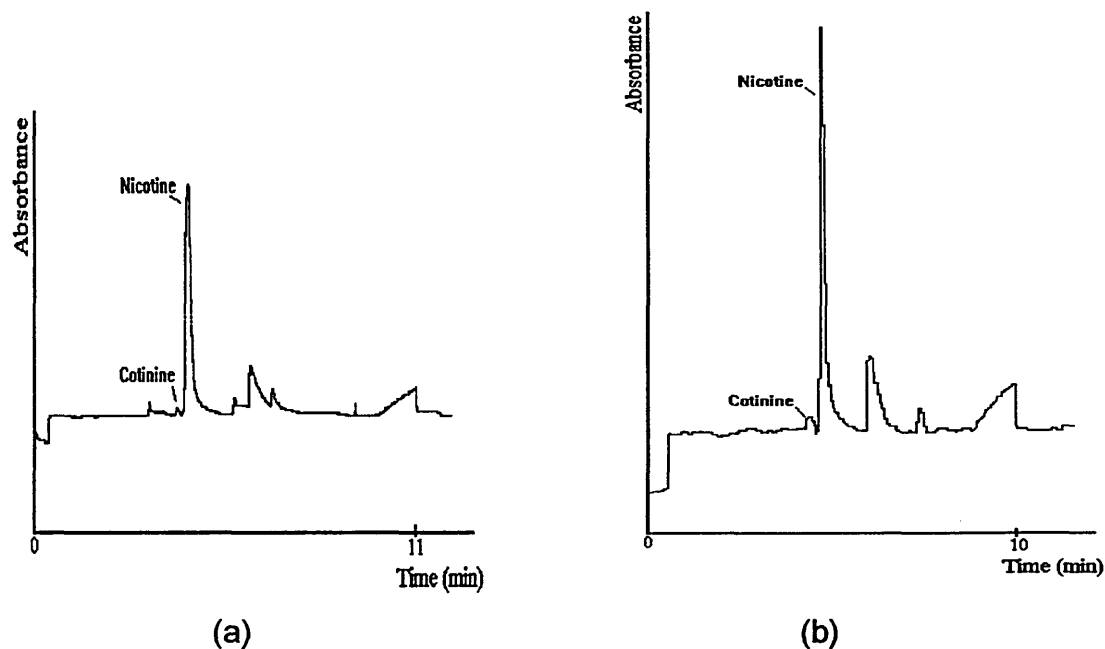 Absorbance
Nicotine
Cotinine
0
11
Time (min)
(a)
Absorbance
Nicotine
Cotinine
0
10
Time (min)
(b)